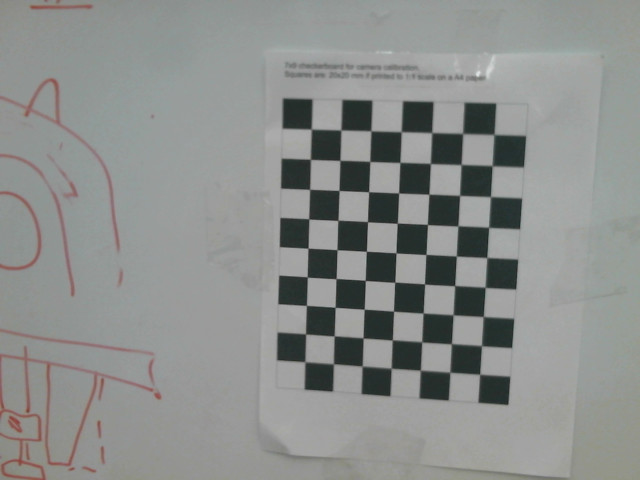 7x9 checkerboard for camera calibration.
Squares are 20x20 mm if printed to 1:1 scale on a A4 paper